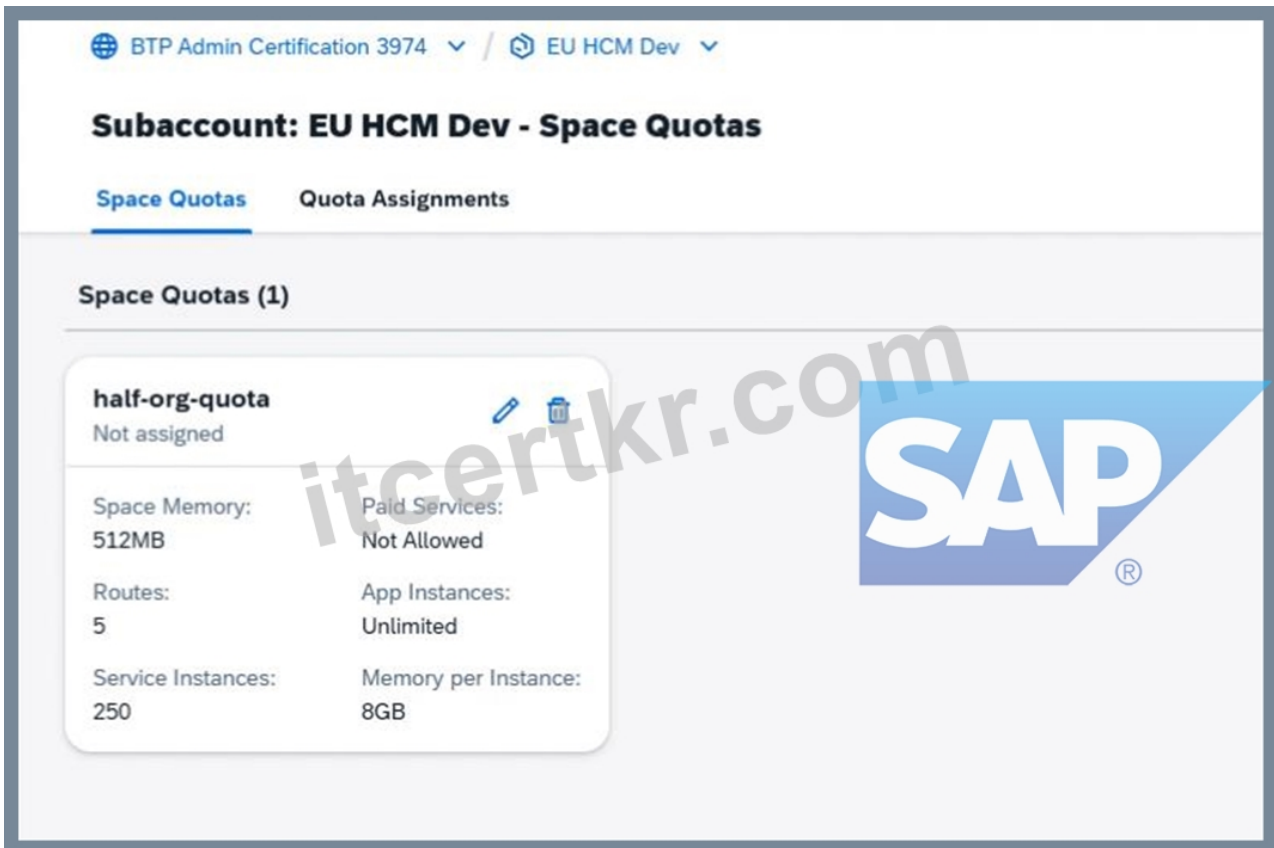 BTP Admin Certification 3974 / EU HCM Dev
Subaccount: EU HCM Dev - Space Quotas
Space Quotas Quota Assignments
Space Quotas (1)
half-org-quota
Not assigned
Space Memory: Paid Services:
512MB Not Allowed
Routes: App Instances:
5 Unlimited
Service Instances: Memory per Instance:
250 8GB
itcertkr.com
SAP ®